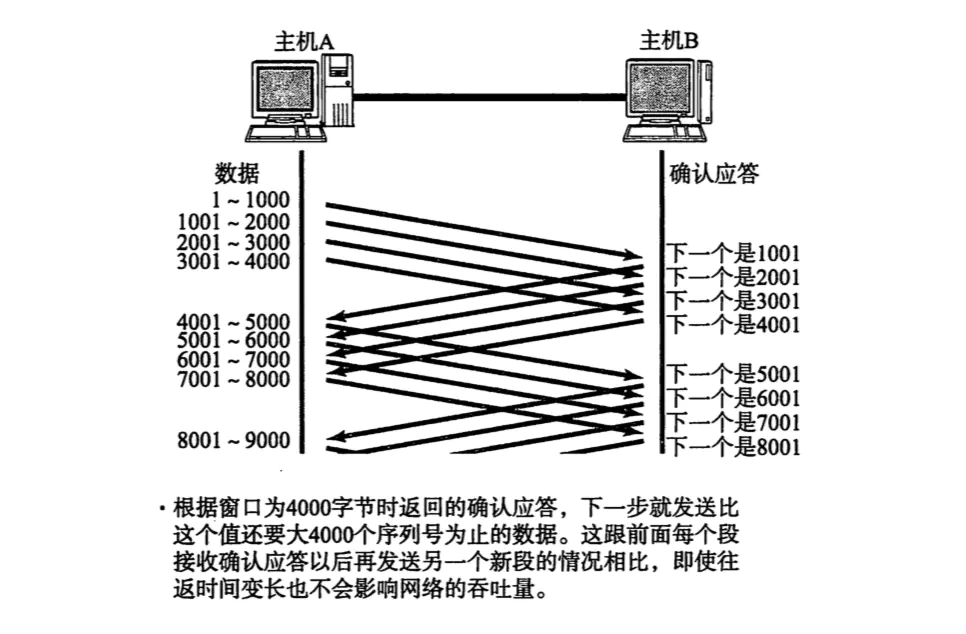 主机A
主机B
数据
确认应答
1 ~ 1000
1001 ~ 2000
2001 ~ 3000
3001 ~ 4000
下一个是1001
下一个是2001
下一个是3001
下一个是4001
4001 ~ 5000
5001 ~ 6000
6001 ~ 7000
7001 ~ 8000
下一个是5001
下一个是6001
下一个是7001
下一个是8001
8001 ~ 9000
·根据窗口为4000字节时返回的确认应答，下一步就发送比
这个值还要大4000个序列号为止的数据。这跟前面每个段
接收确认应答以后再发送另一个新段的情况相比，即使往
返时间变长也不会影响网络的吞吐量。